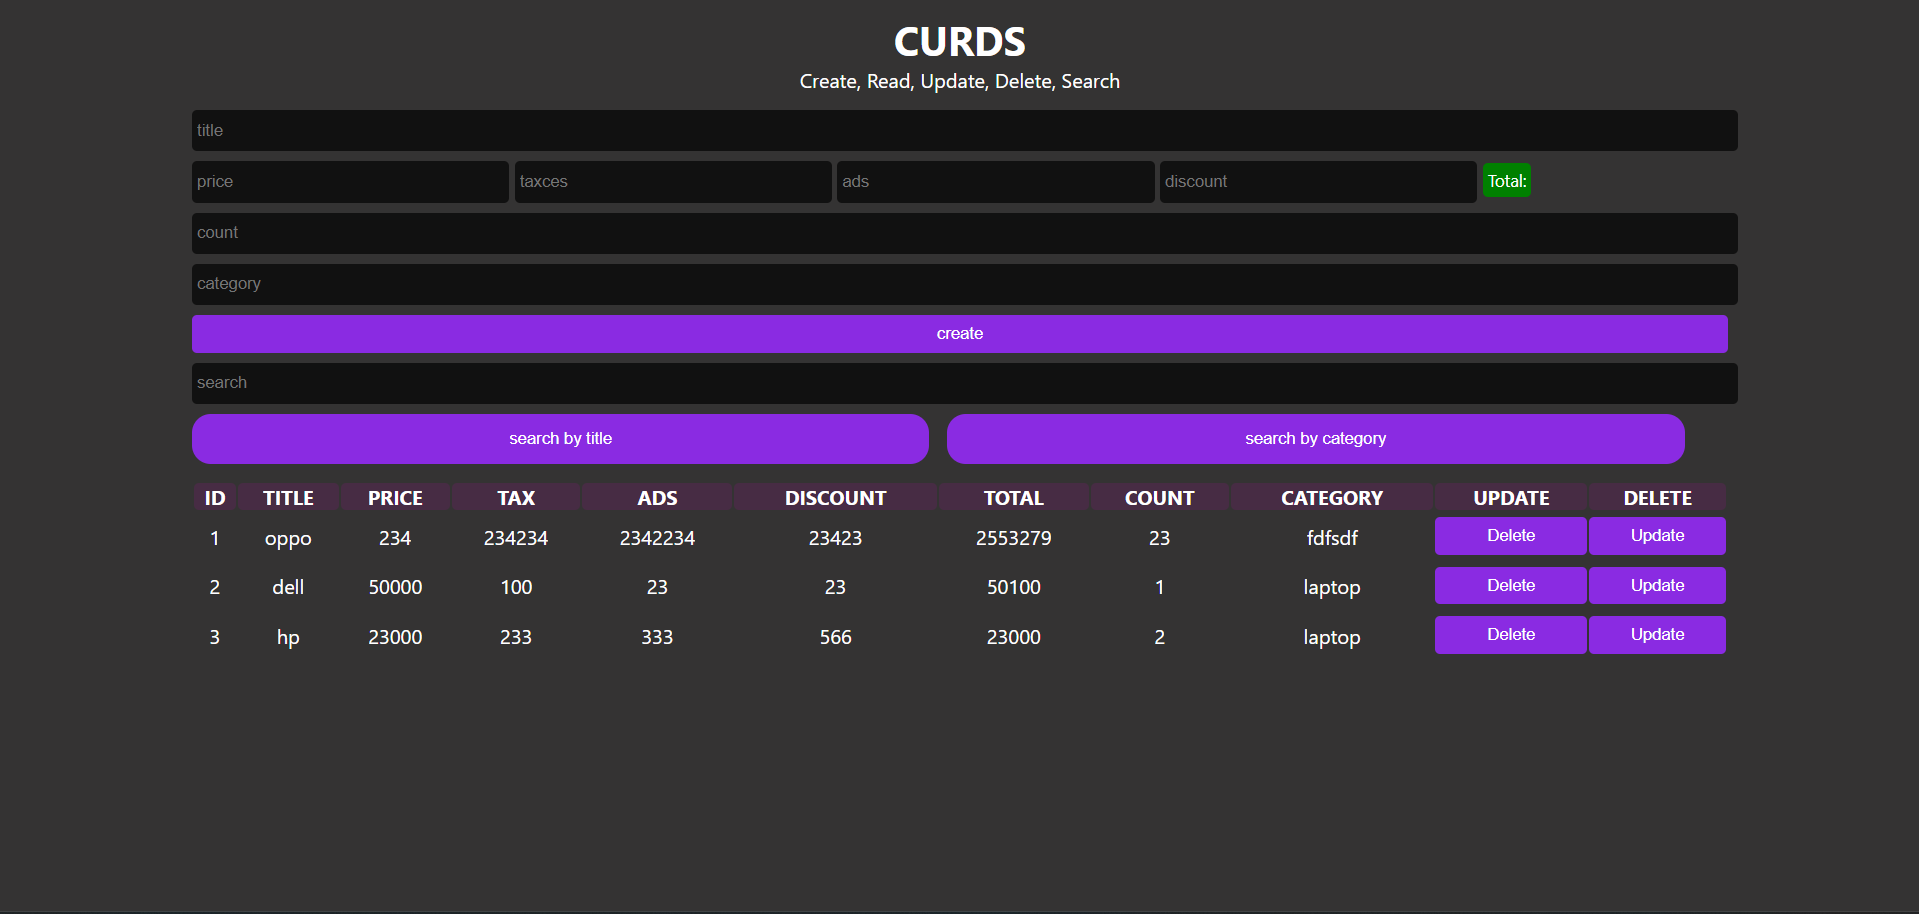 CURDS
Create, Read, Update, Delete, Search
title
price taxces ads discount Total:
count
category
create
search
search by title search by category
ID TITLE PRICE TAX ADS DISCOUNT TOTAL COUNT CATEGORY UPDATE DELETE
1 oppo 234 234234 2342234 23423 2553279 23 fdfsdf Delete Update
2 dell 50000 100 23 23 50100 1 laptop Delete Update
3 hp 23000 233 333 566 23000 2 laptop Delete Update